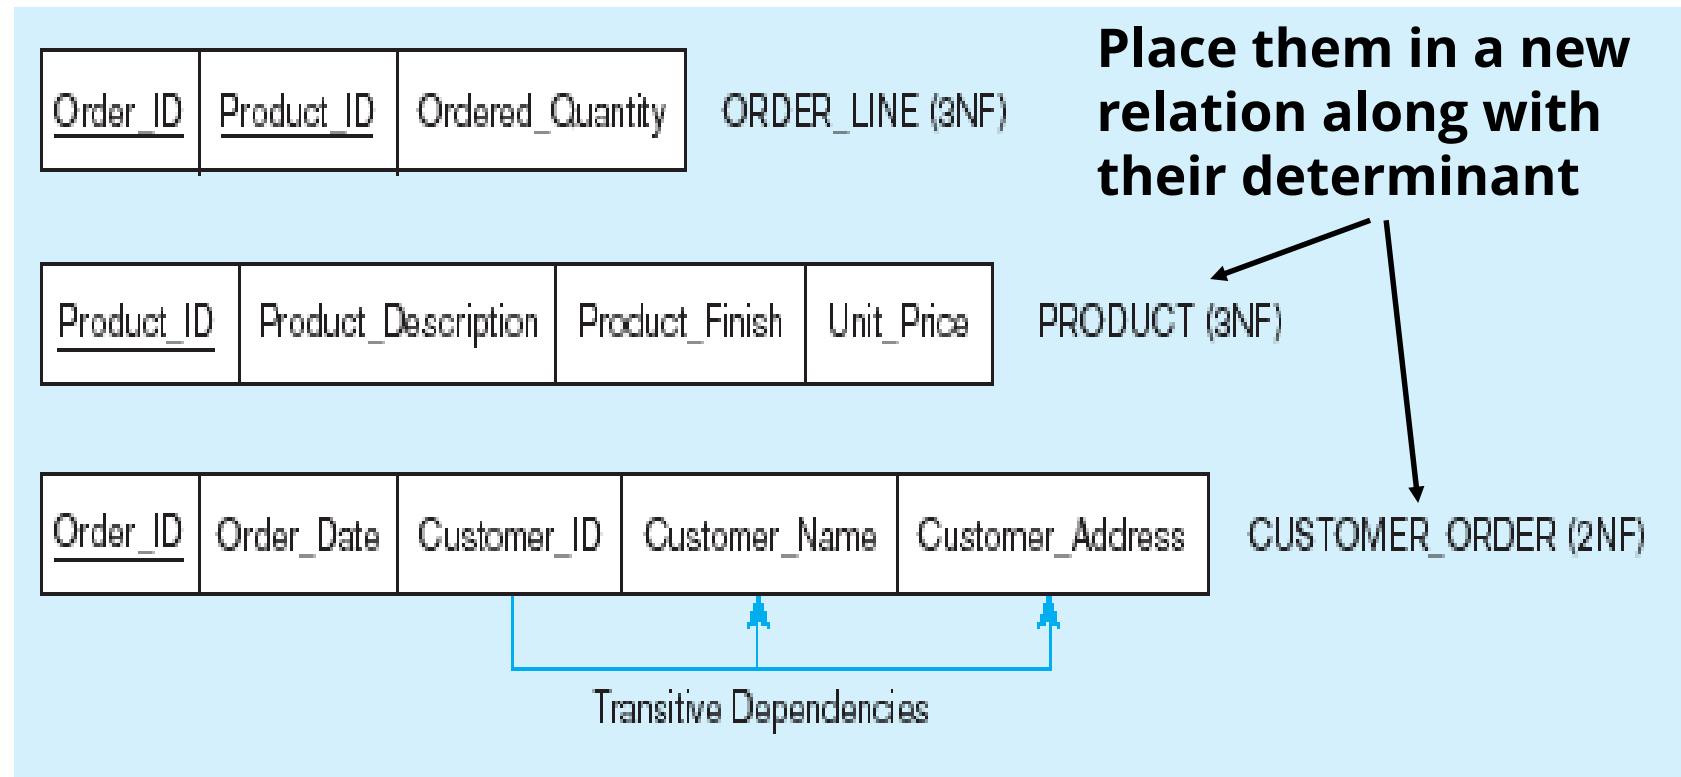 Place them in a new
relation along with
their determinant
Order_ID Product_ID Ordered_Quantity ORDER_LINE (3NF)
Product_ID Product_Description Product_Finish Unit_Price PRODUCT (3NF)
Order_ID Order_Date Customer_ID Customer_Name Customer_Address CUSTOMER_ORDER (2NF)
Transitive Dependencies